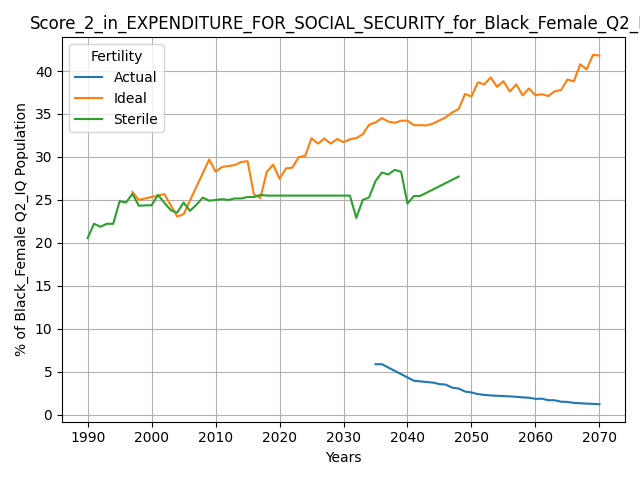 Score_2_in_EXPENDITURE_FOR_SOCIAL_SECURITY_for_Black_Female_Q2_I
Fertility
Actual
Ideal
Sterile
% of Black_Female Q2_IQ Population
40
35
30
25
20
15
10
5
0
1990 2000 2010 2020 2030 2040 2050 2060 2070
Years